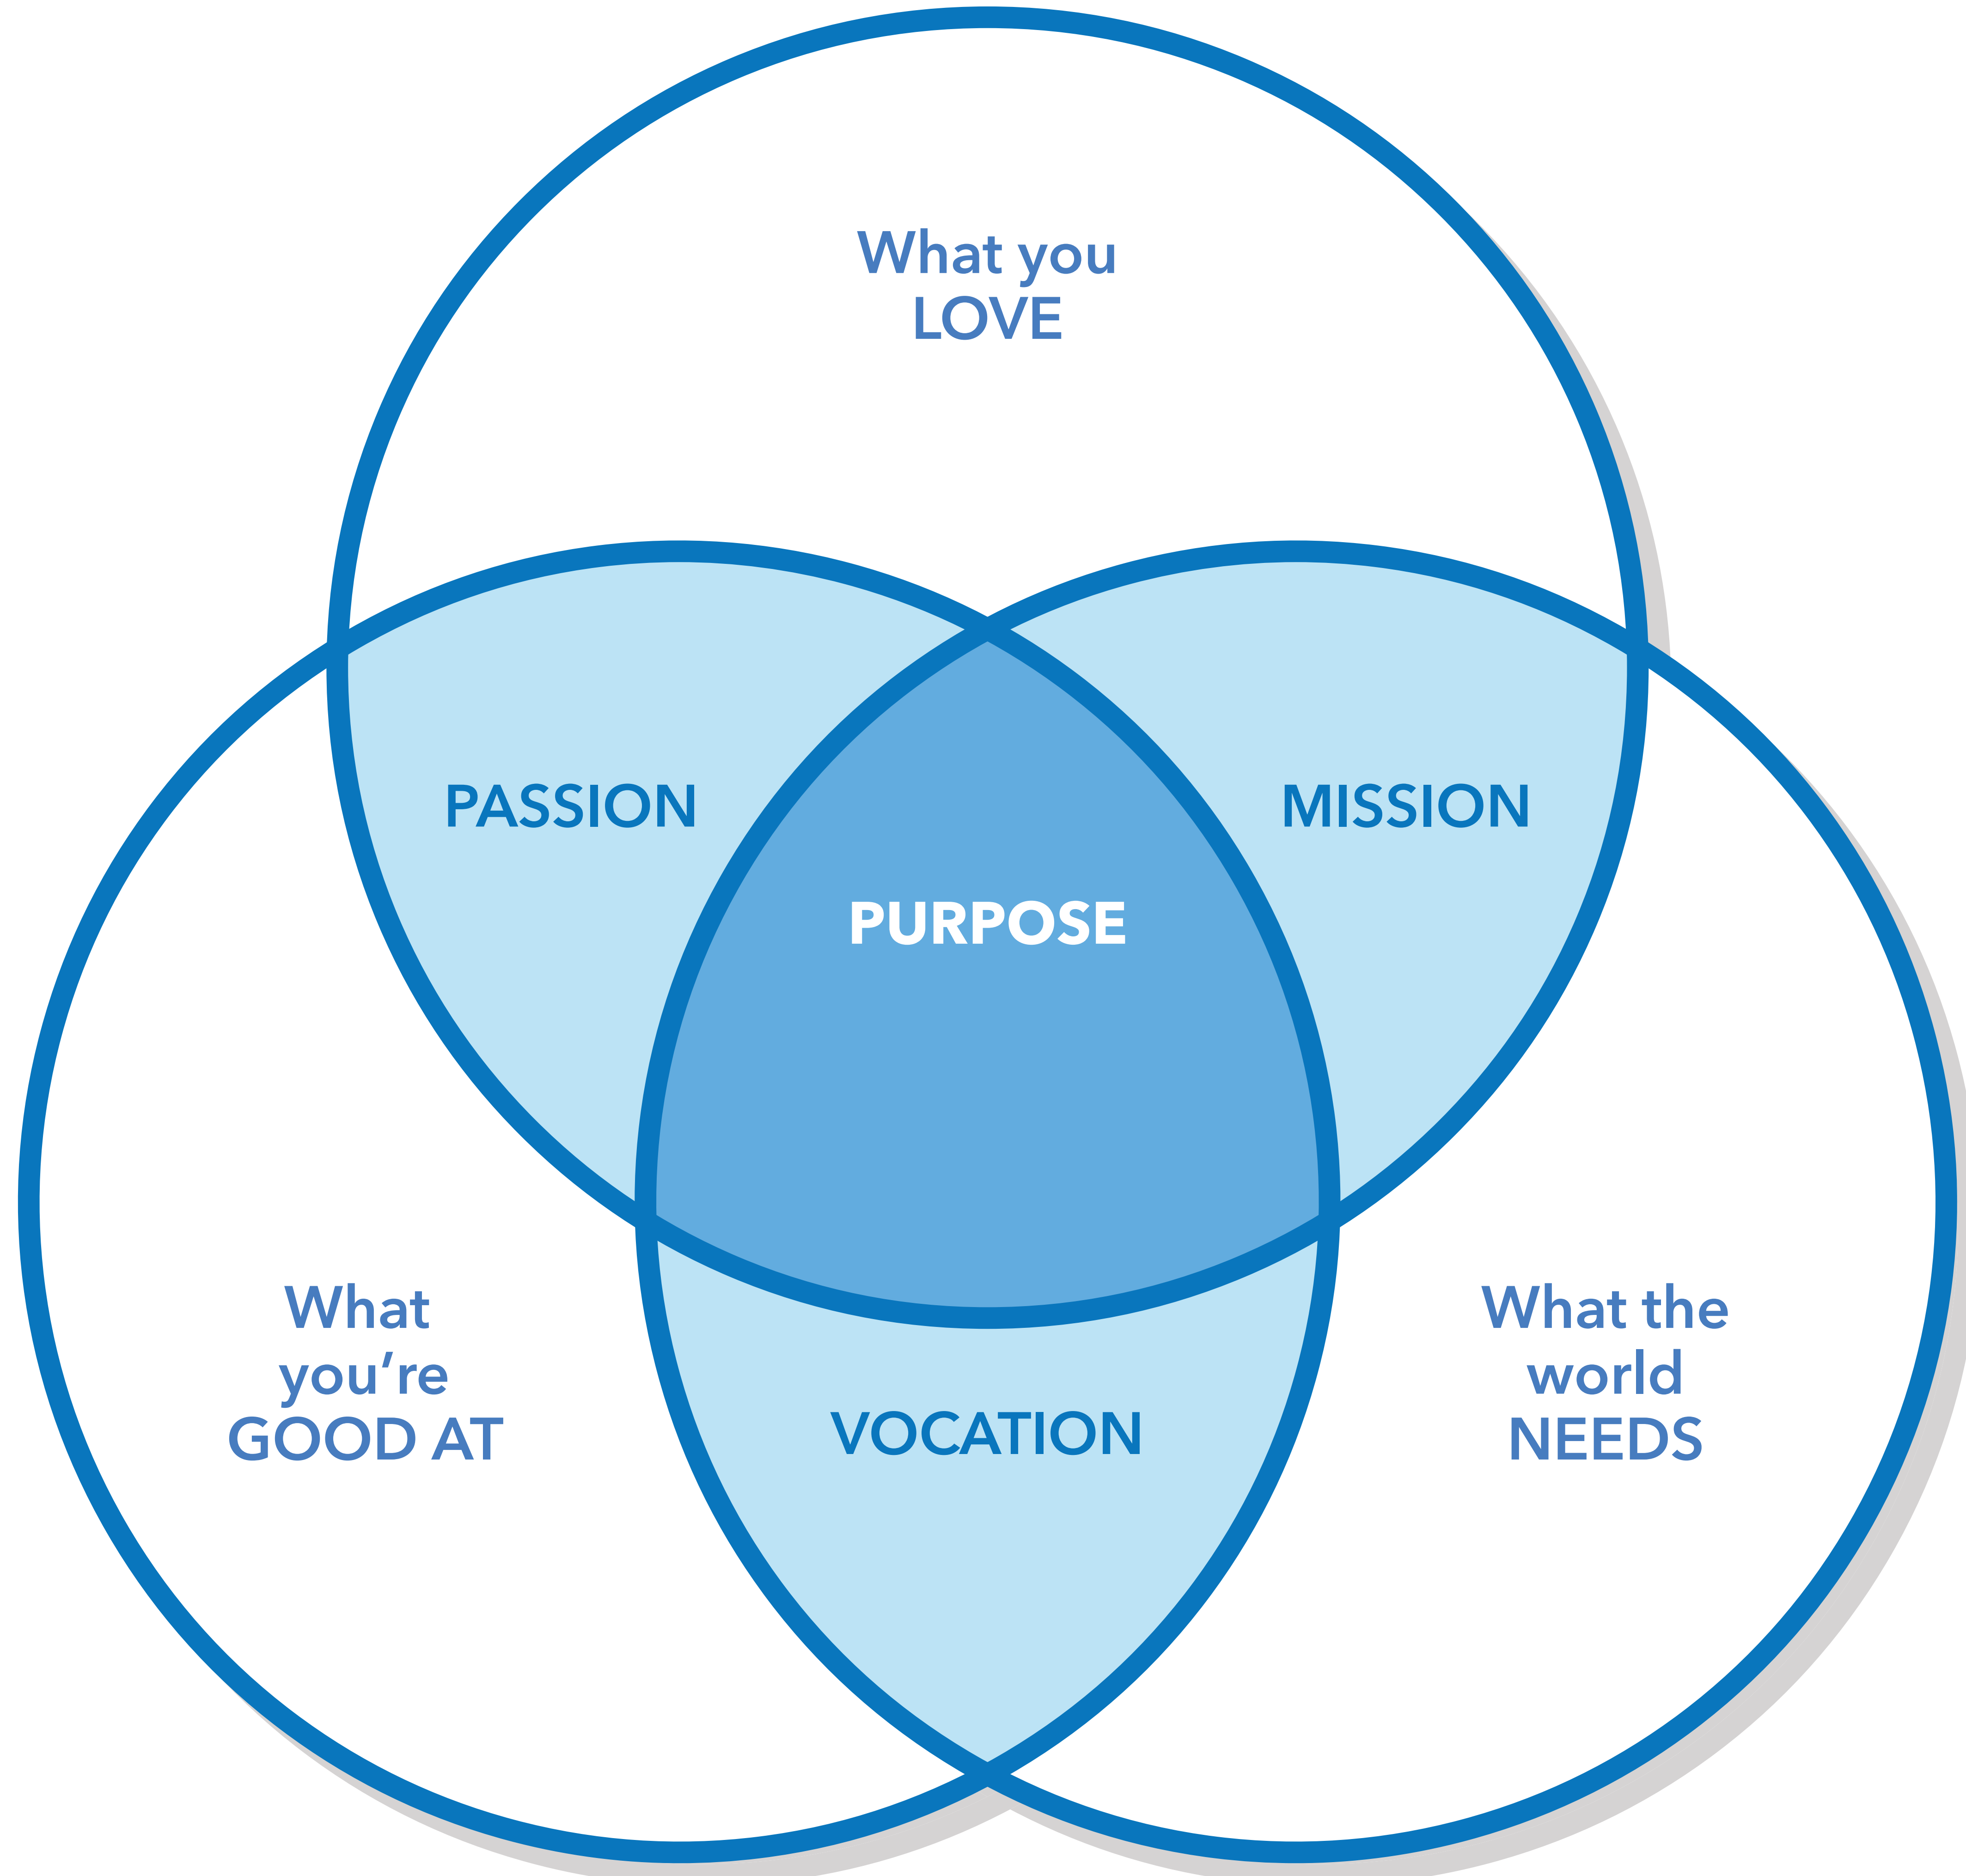 What you
LOVE
PASSION
MISSION
PURPOSE
What
you're
GOOD AT
What the
world
NEEDS
VOCATION